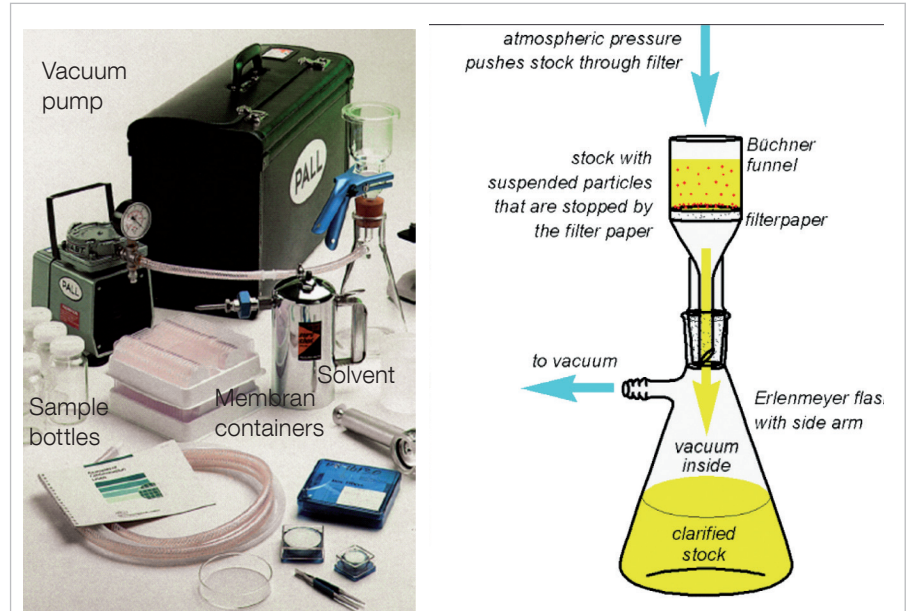 Vacuum
pump
PALL
PALL
Solvent
Membran
containers
Sample
bottles
atmospheric pressure
pushes stock through filter
Büchner
funnel
stock with
suspended particles
that are stopped by
the filter paper
filterpaper
to vacuum
Erlenmeyer flas
with side arm
vacuum
inside
clarified
stock